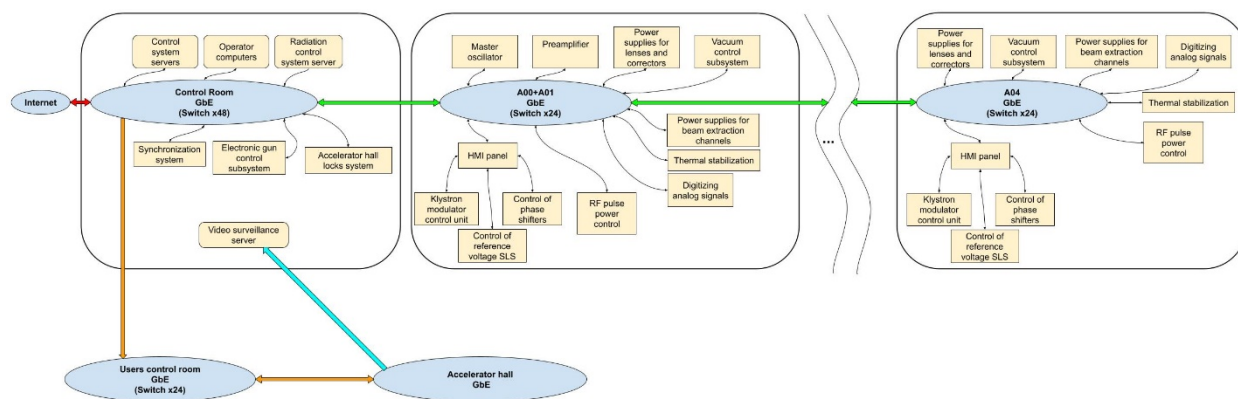 Control
system
servers
Operator
computers
Radiation
control
system server
Internet
Control Room
GbE
(Switch x48)
Synchronization
system
Electronic gun
control
subsystem
Accelerator hall
locks system
Video surveillance
server
Master
oscillator
Preamplifier
Power
supplies for
lenses and
correctors
Vacuum
control
subsystem
A00+A01
GbE
(Switch x24)
Power supplies for
beam extraction
channels
HMI panel
Thermal stabilization
Klystron
modulator
control unit
Control of
phase
shifters
Control of
reference
voltage SLS
RF pulse
power
control
Digitizing
analog signals
...
Power
supplies for
lenses and
correctors
Vacuum
control
subsystem
Power supplies for
beam extraction
channels
Digitizing
analog signals
A04
GbE
(Switch x24)
Thermal stabilization
RF pulse
power
control
HMI panel
Klystron
modulator
control unit
Control of
phase
shifters
Control of
reference
voltage SLS
Users control room
GbE
(Switch x24)
Accelerator hall
GbE